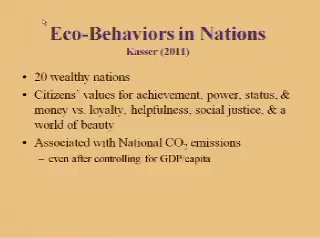 Eco-Behaviors in Nations
Kasser (2011)
• 20 wealthy nations
• Citizens' values for achievement, power, status, &
money vs. loyalty, helpfulness, social justice, & a
world of beauty
• Associated with National CO₂ emissions
– even after controlling for GDP/capita